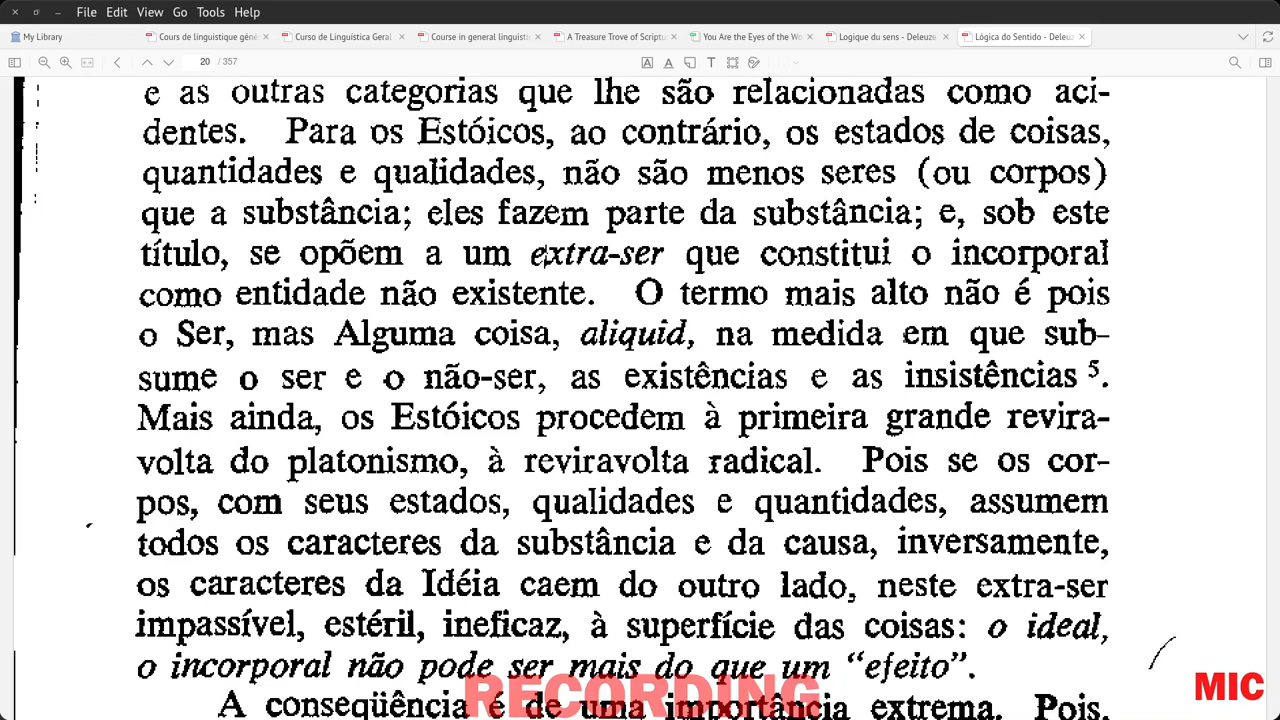 File Edit View Go Tools Help
My Library
Cours de linguistique géné
Curso de Linguística Geral
Course in general linguisti
A Treasure Trove of Scriptu
You Are the Eyes of the Wo
Logique du sens - Deleuze
Lógica do Sentido - Deleuz
20 / 357
e as outras categorias que lhe são relacionadas como aci-
dentes. Para os Estóicos, ao contrário, os estados de coisas,
quantidades e qualidades, não são menos seres (ou corpos)
que a substância; eles fazem parte da substância; e, sob este
título, se opõem a um extra-ser que constitui o incorporal
como entidade não existente. O termo mais alto não é pois
o Ser, mas Alguma coisa, aliquid, na medida em que sub-
sume o ser e o não-ser, as existências e as insistências 5.
Mais ainda, os Estóicos procedem à primeira grande revira-
volta do platonismo, à reviravolta radical. Pois se os cor-
pos, com seus estados, qualidades e quantidades, assumem
todos os caracteres da substância e da causa, inversamente,
os caracteres da Idéia caem do outro lado, neste extra-ser
impassível, estéril, ineficaz, à superfície das coisas: o ideal,
o incorporal não pode ser mais do que um "efeito".
A conseqüência é de uma importância extrema. Pois,
RECORDING
MIC